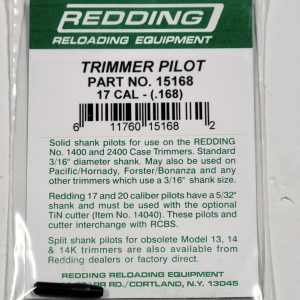 REDDING
RELOADING EQUIPMENT
TRIMMER PILOT
PART NO. 15168
17 CAL - (.168)
6 11760 15168 2
Solid shank pilots for use on the REDDING
No. 1400 and 2400 Case Trimmers. Standard
3/16" diameter shank. May also be used on
Pacific/Hornady, Forster/Bonanza and any
other trimmers which use a 3/16" shank size.
Redding 17 and 20 caliber pilots have a 5/32"
shank and must be used with the optional
TiN cutter (Item No. 14040). These pilots and
cutter interchange with RCBS.
Split shank pilots for obsolete Model 13, 14
& 14K trimmers are also available from
Redding dealers or factory direct.
REDDING RELOADING EQUIPMENT
RD./CORTLAND, N.Y. 13045